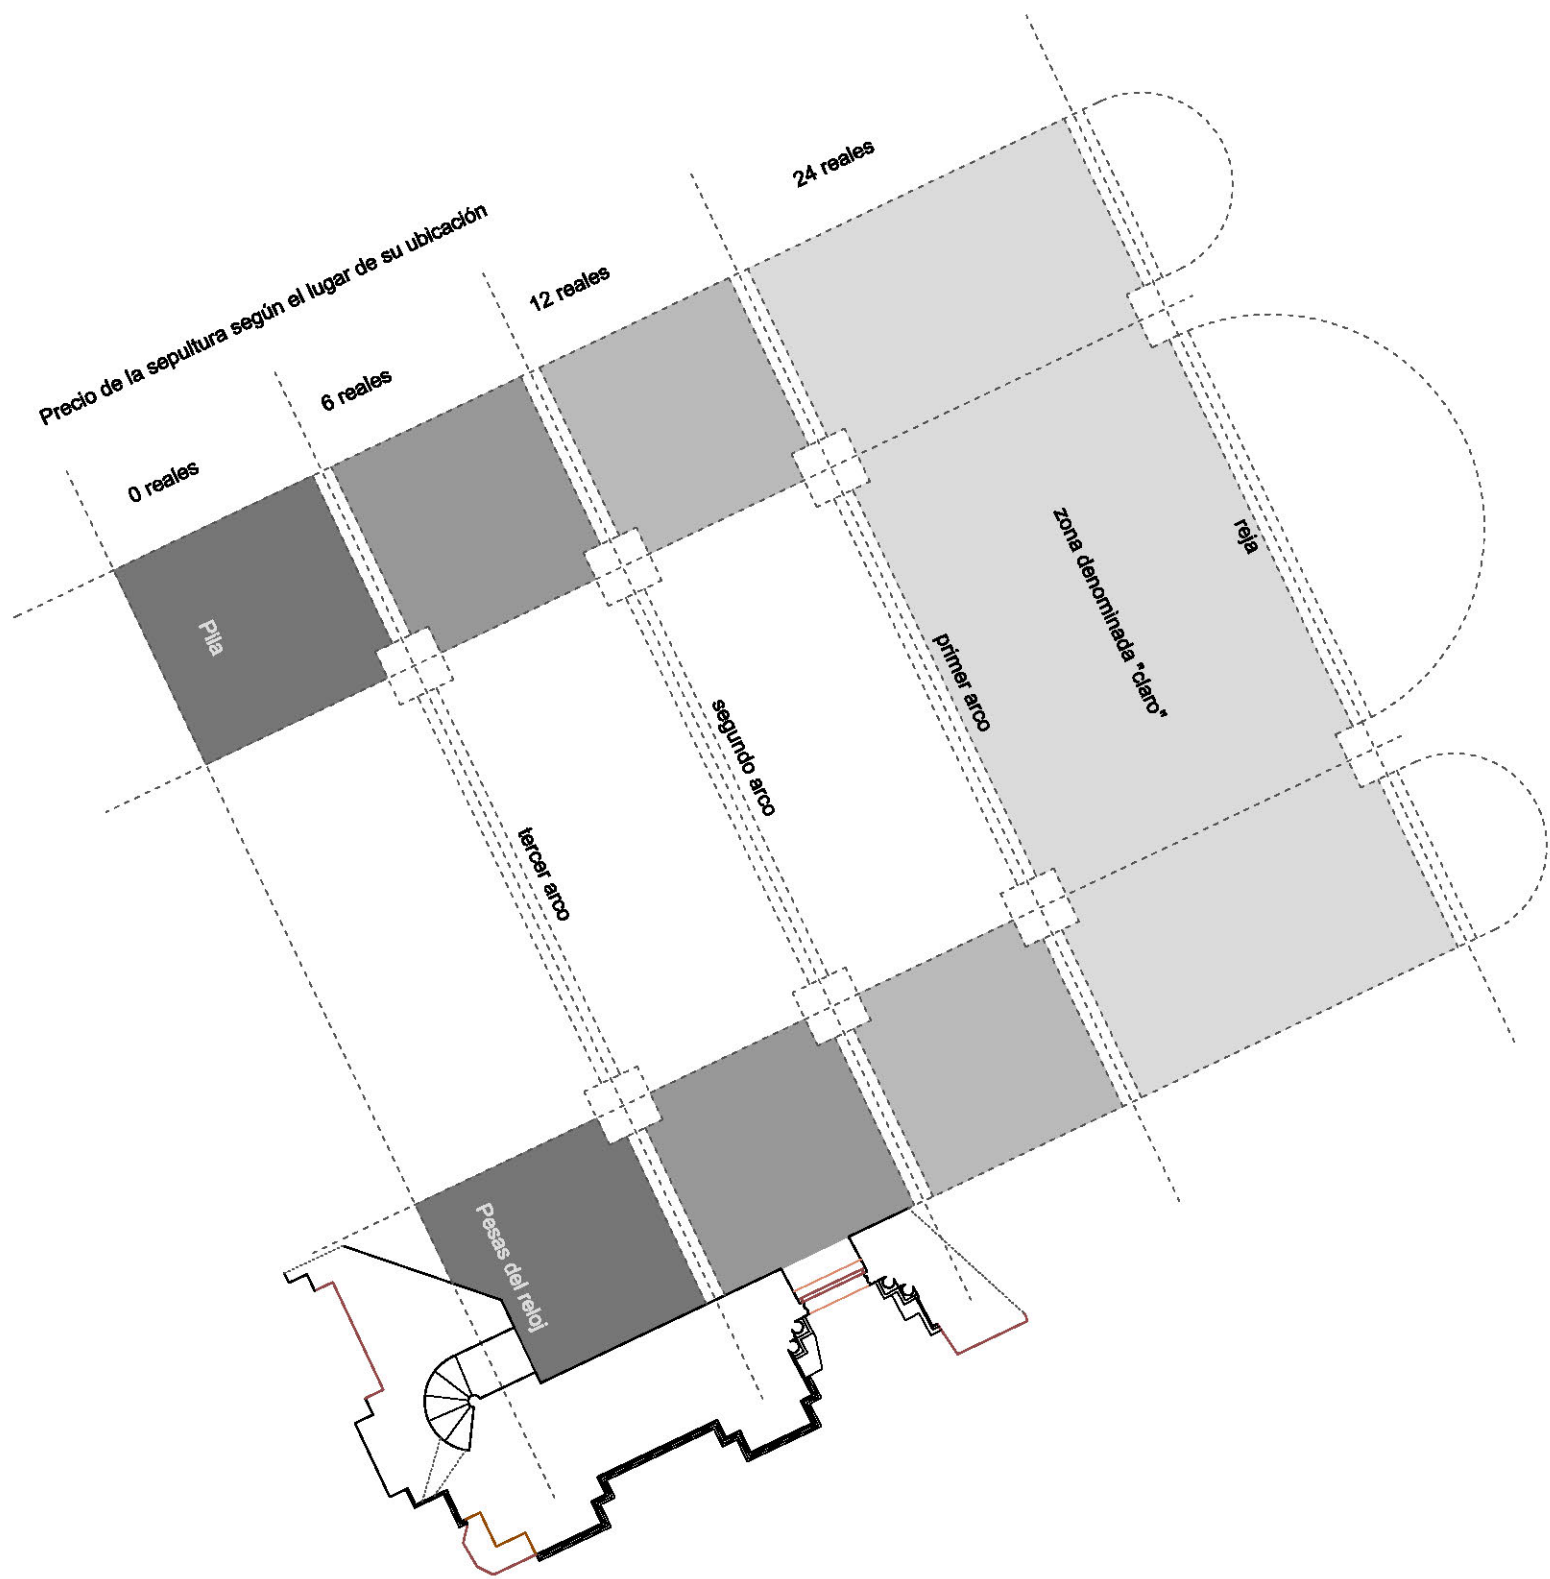 Precio de la sepultura según el lugar de su ubicación
0 reales
6 reales
12 reales
24 reales
Pila
tercer arco
segundo arco
primer arco
zona denominada "claro"
reja
Pesas del reloj